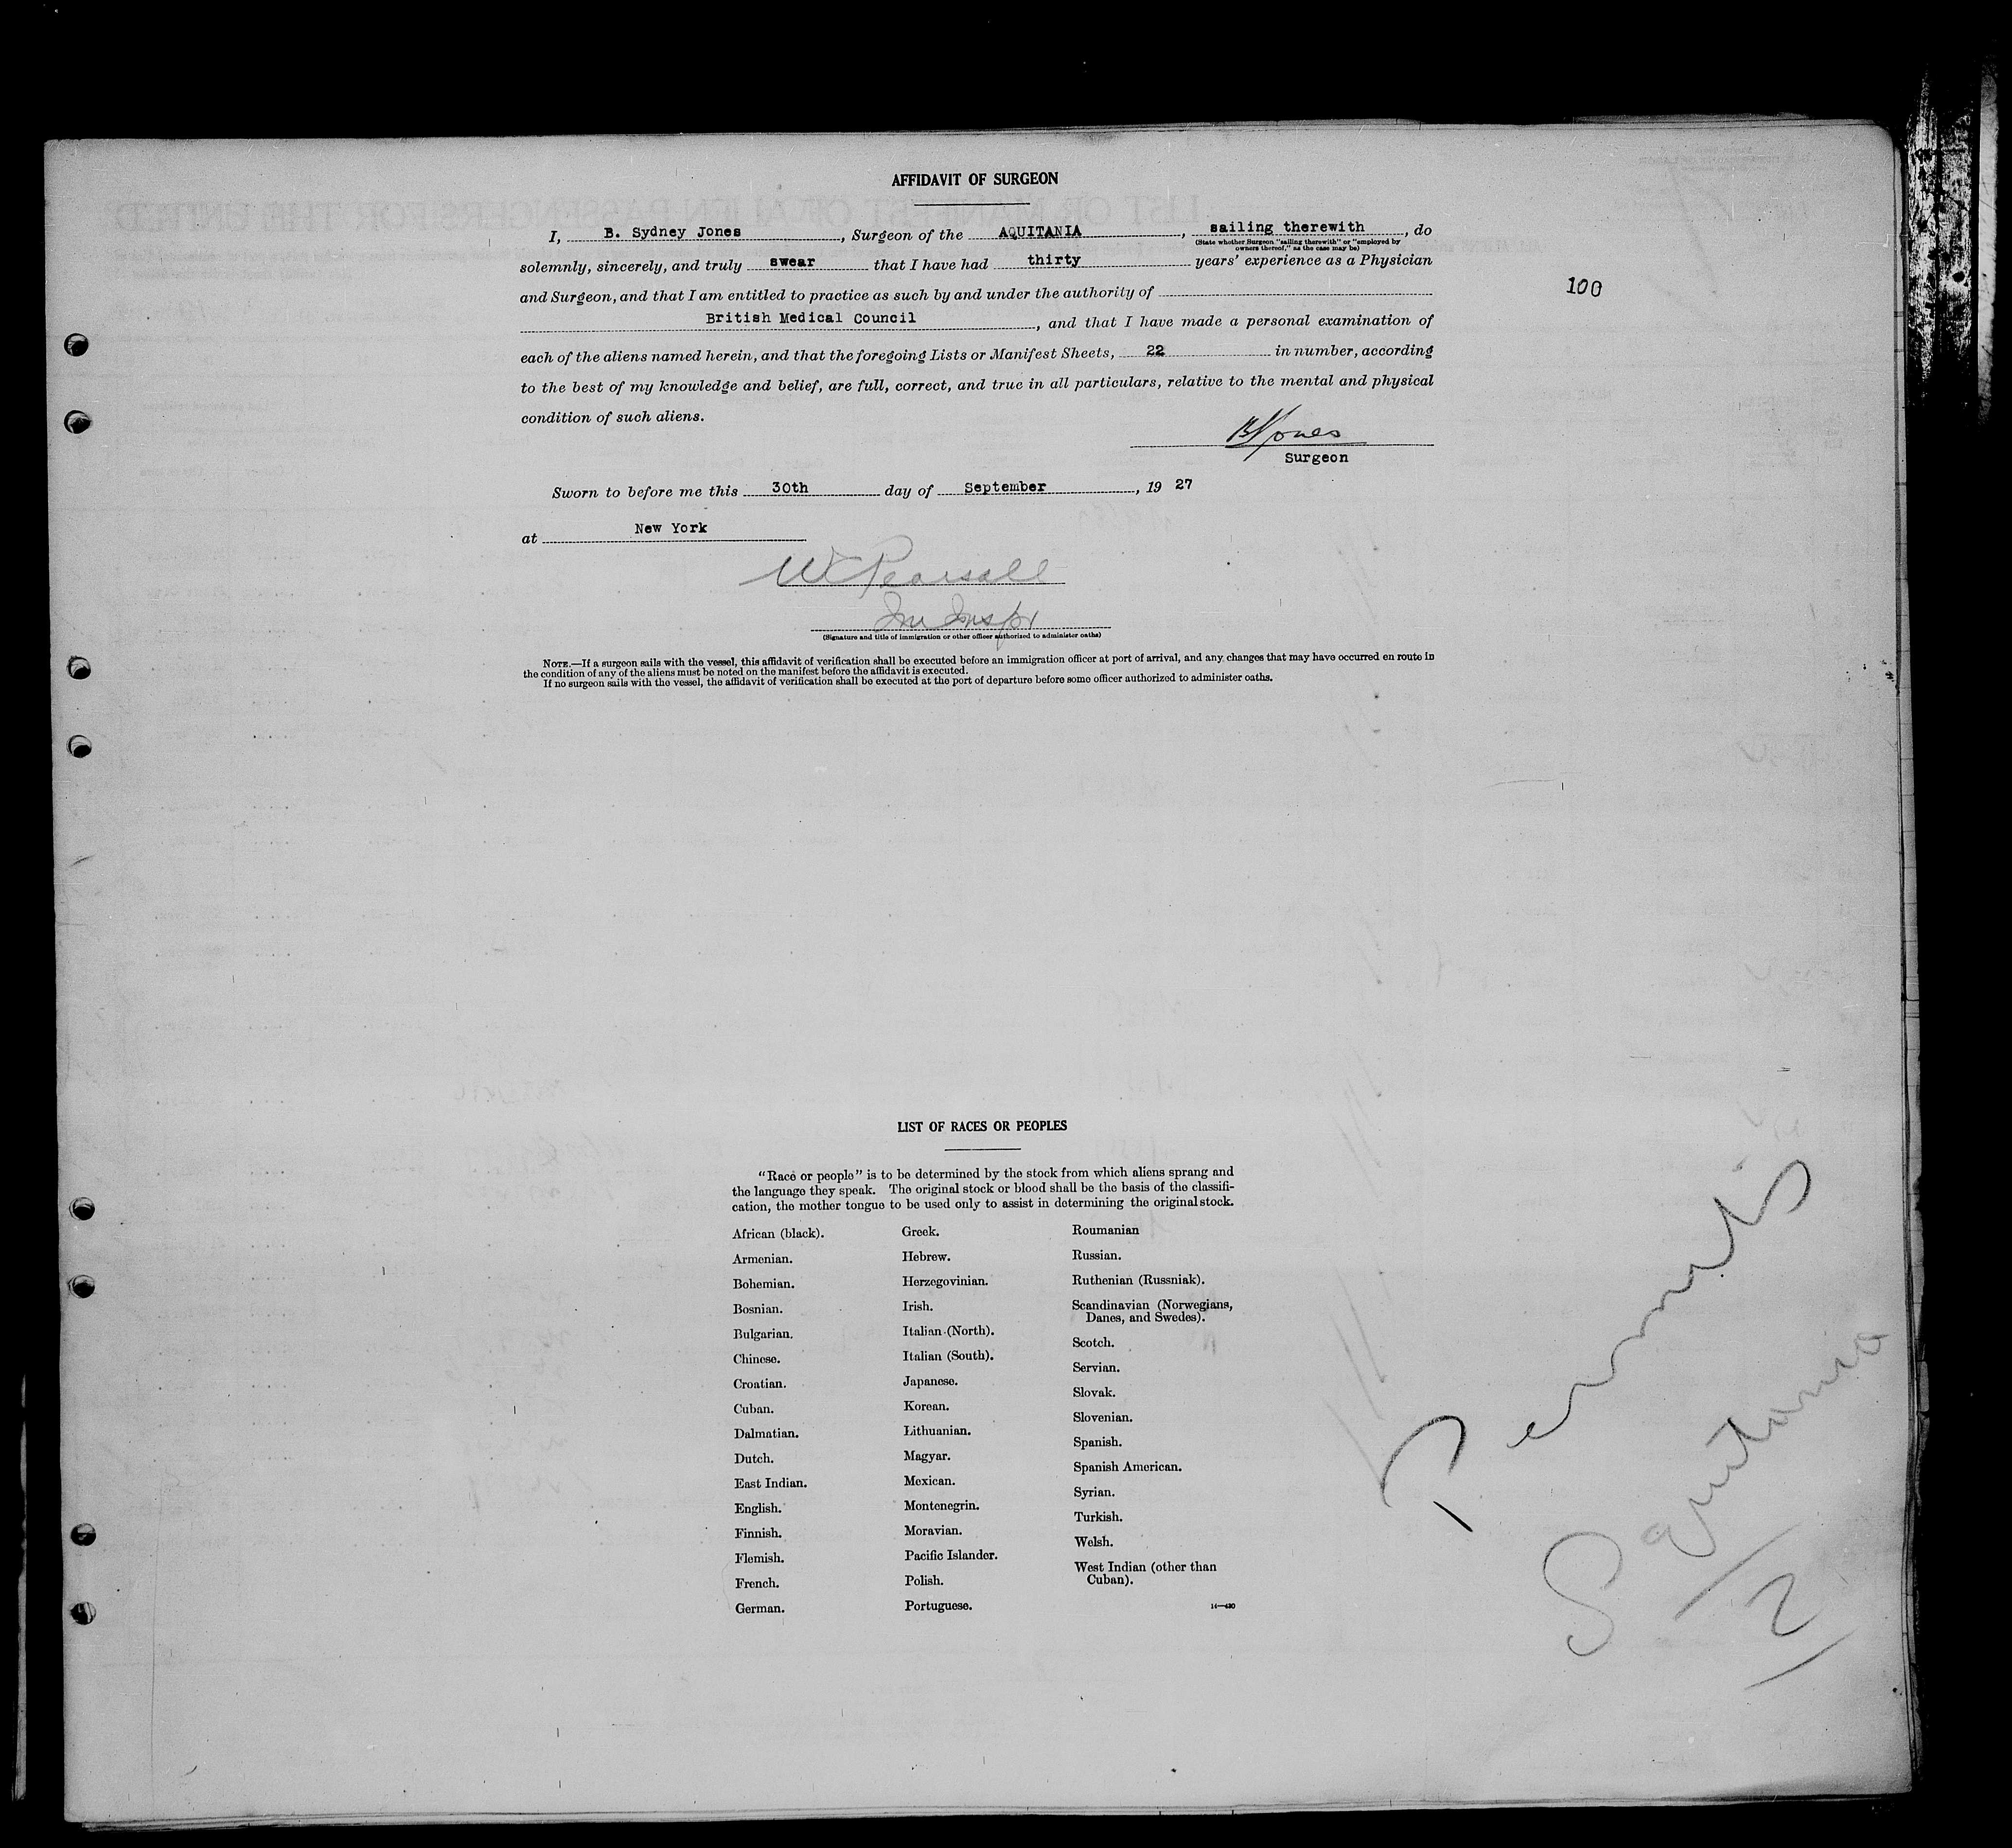 AFFIDAVIT OF SURGEON
I, B. Sydney Jones, Surgeon of the AQUITANIA, sailing therewith, do
(State whether Surgeon "sailing therewith" or "employed by
owners thereof," as the case may be)
solemnly, sincerely, and truly swear that I have had thirty years' experience as a Physician
100
and Surgeon, and that I am entitled to practice as such by and under the authority of
British Medical Council, and that I have made a personal examination of
each of the aliens named herein, and that the foregoing Lists or Manifest Sheets, 22 in number, according
to the best of my knowledge and belief, are full, correct, and true in all particulars, relative to the mental and physical
condition of such aliens.
BSJones
Surgeon
Sworn to before me this 30th day of September, 19 27
at New York
W Pearsall
Im Inspr
(Signature and title of immigration or other officer authorized to administer oaths)
NOTE.—If a surgeon sails with the vessel, this affidavit of verification shall be executed before an immigration officer at port of arrival, and any changes that may have occurred en route in
the condition of any of the aliens must be noted on the manifest before the affidavit is executed.
If no surgeon sails with the vessel, the affidavit of verification shall be executed at the port of departure before some officer authorized to administer oaths.
LIST OF RACES OR PEOPLES
"Race or people" is to be determined by the stock from which aliens sprang and
the language they speak. The original stock or blood shall be the basis of the classifi-
cation, the mother tongue to be used only to assist in determining the original stock.
African (black).
Armenian.
Bohemian.
Bosnian.
Bulgarian.
Chinese.
Croatian.
Cuban.
Dalmatian.
Dutch.
East Indian.
English.
Finnish.
Flemish.
French.
German.
Greek.
Hebrew.
Herzegovinian.
Irish.
Italian (North).
Italian (South).
Japanese.
Korean.
Lithuanian.
Magyar.
Mexican.
Montenegrin.
Moravian.
Pacific Islander.
Polish.
Portuguese.
Roumanian
Russian.
Ruthenian (Russniak).
Scandinavian (Norwegians,
Danes, and Swedes).
Scotch.
Servian.
Slovak.
Slovenian.
Spanish.
Spanish American.
Syrian.
Turkish.
Welsh.
West Indian (other than
Cuban).
14—430
Permits
2